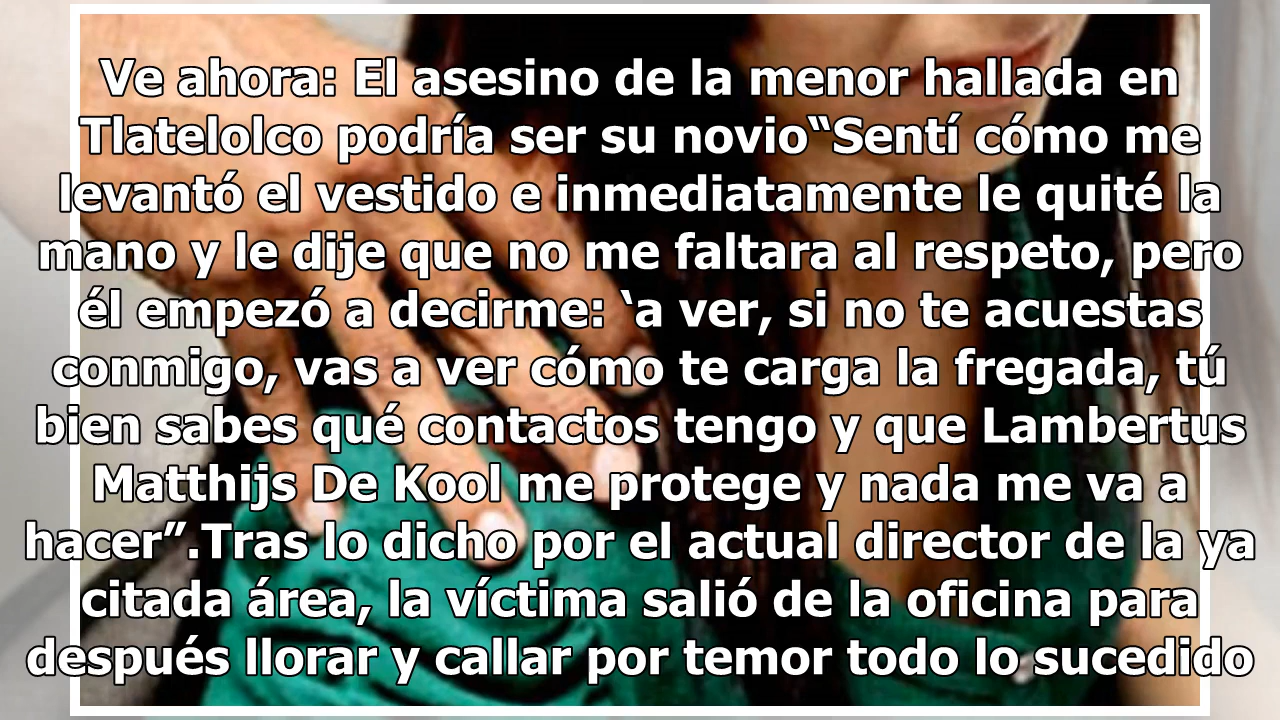 Ve ahora: El asesino de la menor hallada en
Tlatelolco podría ser su novio“Sentí cómo me
levantó el vestido e inmediatamente le quité la
mano y le dije que no me faltara al respeto, pero
él empezó a decirme: ‘a ver, si no te acuestas
conmigo, vas a ver cómo te carga la fregada, tú
bien sabes qué contactos tengo y que Lambertus
Matthijs De Kool me protege y nada me va a
hacer”.Tras lo dicho por el actual director de la ya
citada área, la víctima salió de la oficina para
después llorar y callar por temor todo lo sucedido